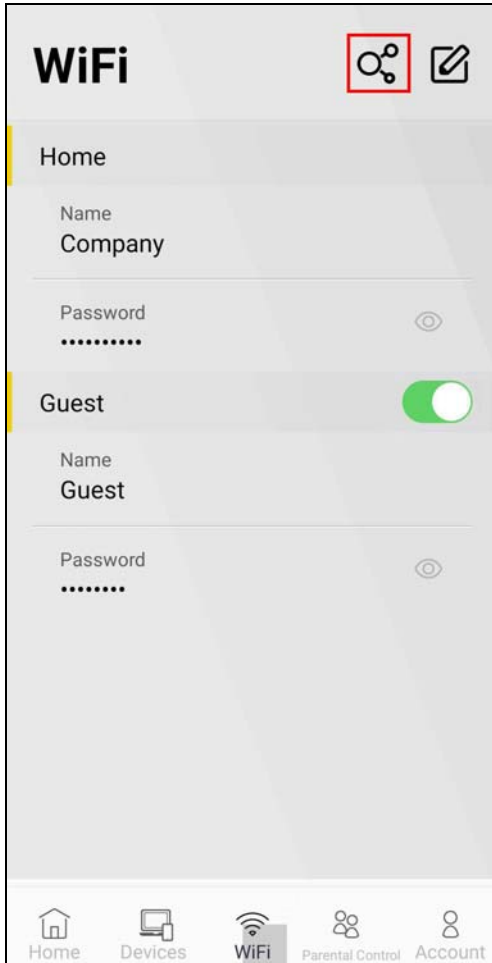 WiFi
Home
Name
Company
Password
••••••••••
Guest
Name
Guest
Password
••••••••
Home Devices WiFi Parental Control Account